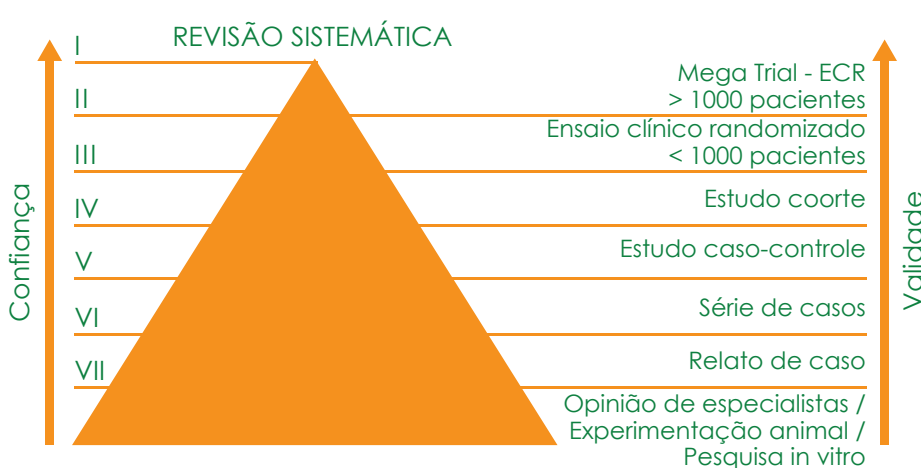 I
REVISÃO SISTEMÁTICA
II
Mega Trial - ECR
> 1000 pacientes
III
Ensaio clínico randomizado
< 1000 pacientes
IV
Estudo coorte
V
Estudo caso-controle
VI
Série de casos
VII
Relato de caso
Opinião de especialistas /
Experimentação animal /
Pesquisa in vitro
Confiança
Validade